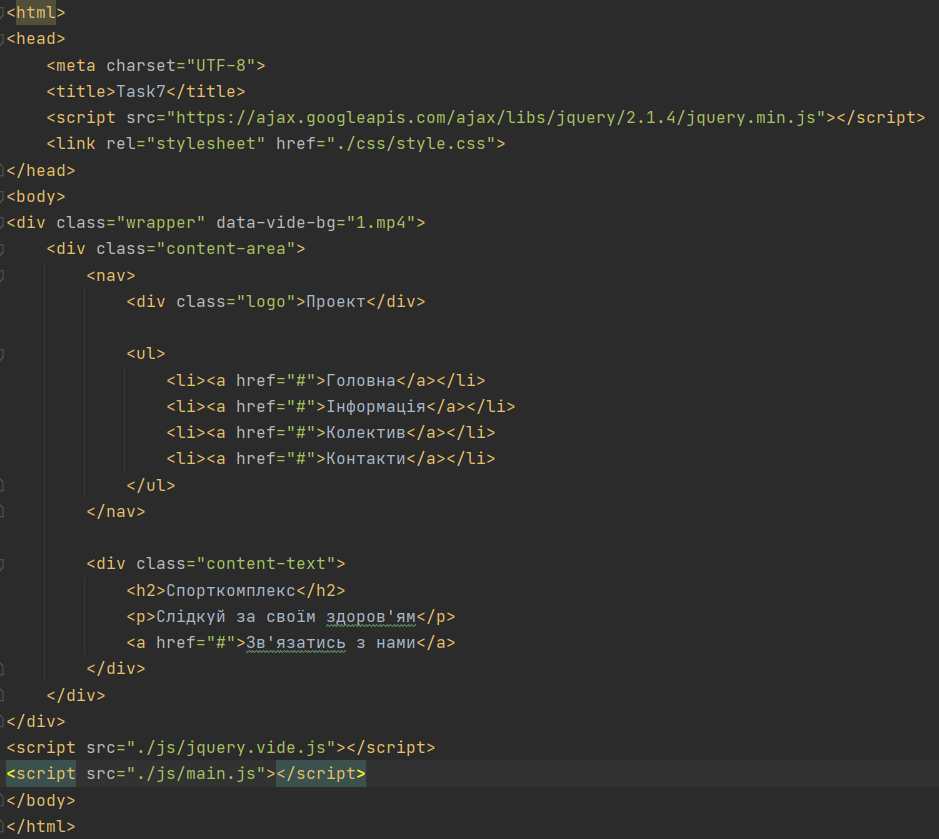 <html>
<head>
<meta charset="UTF-8">
<title>Task7</title>
<script src="https://ajax.googleapis.com/ajax/libs/jquery/2.1.4/jquery.min.js"></script>
<link rel="stylesheet" href="./css/style.css">
</head>
<body>
<div class="wrapper" data-vide-bg="1.mp4">
<div class="content-area">
<nav>
<div class="logo">Проект</div>
<ul>
<li><a href="#">Головна</a></li>
<li><a href="#">Інформація</a></li>
<li><a href="#">Колектив</a></li>
<li><a href="#">Контакти</a></li>
</ul>
</nav>
<div class="content-text">
<h2>Спорткомплекс</h2>
<p>Слідкуй за своїм здоров'ям</p>
<a href="#">Зв'язатись з нами</a>
</div>
</div>
</div>
<script src="./js/jquery.vide.js"></script>
<script src="./js/main.js"></script>
</body>
</html>